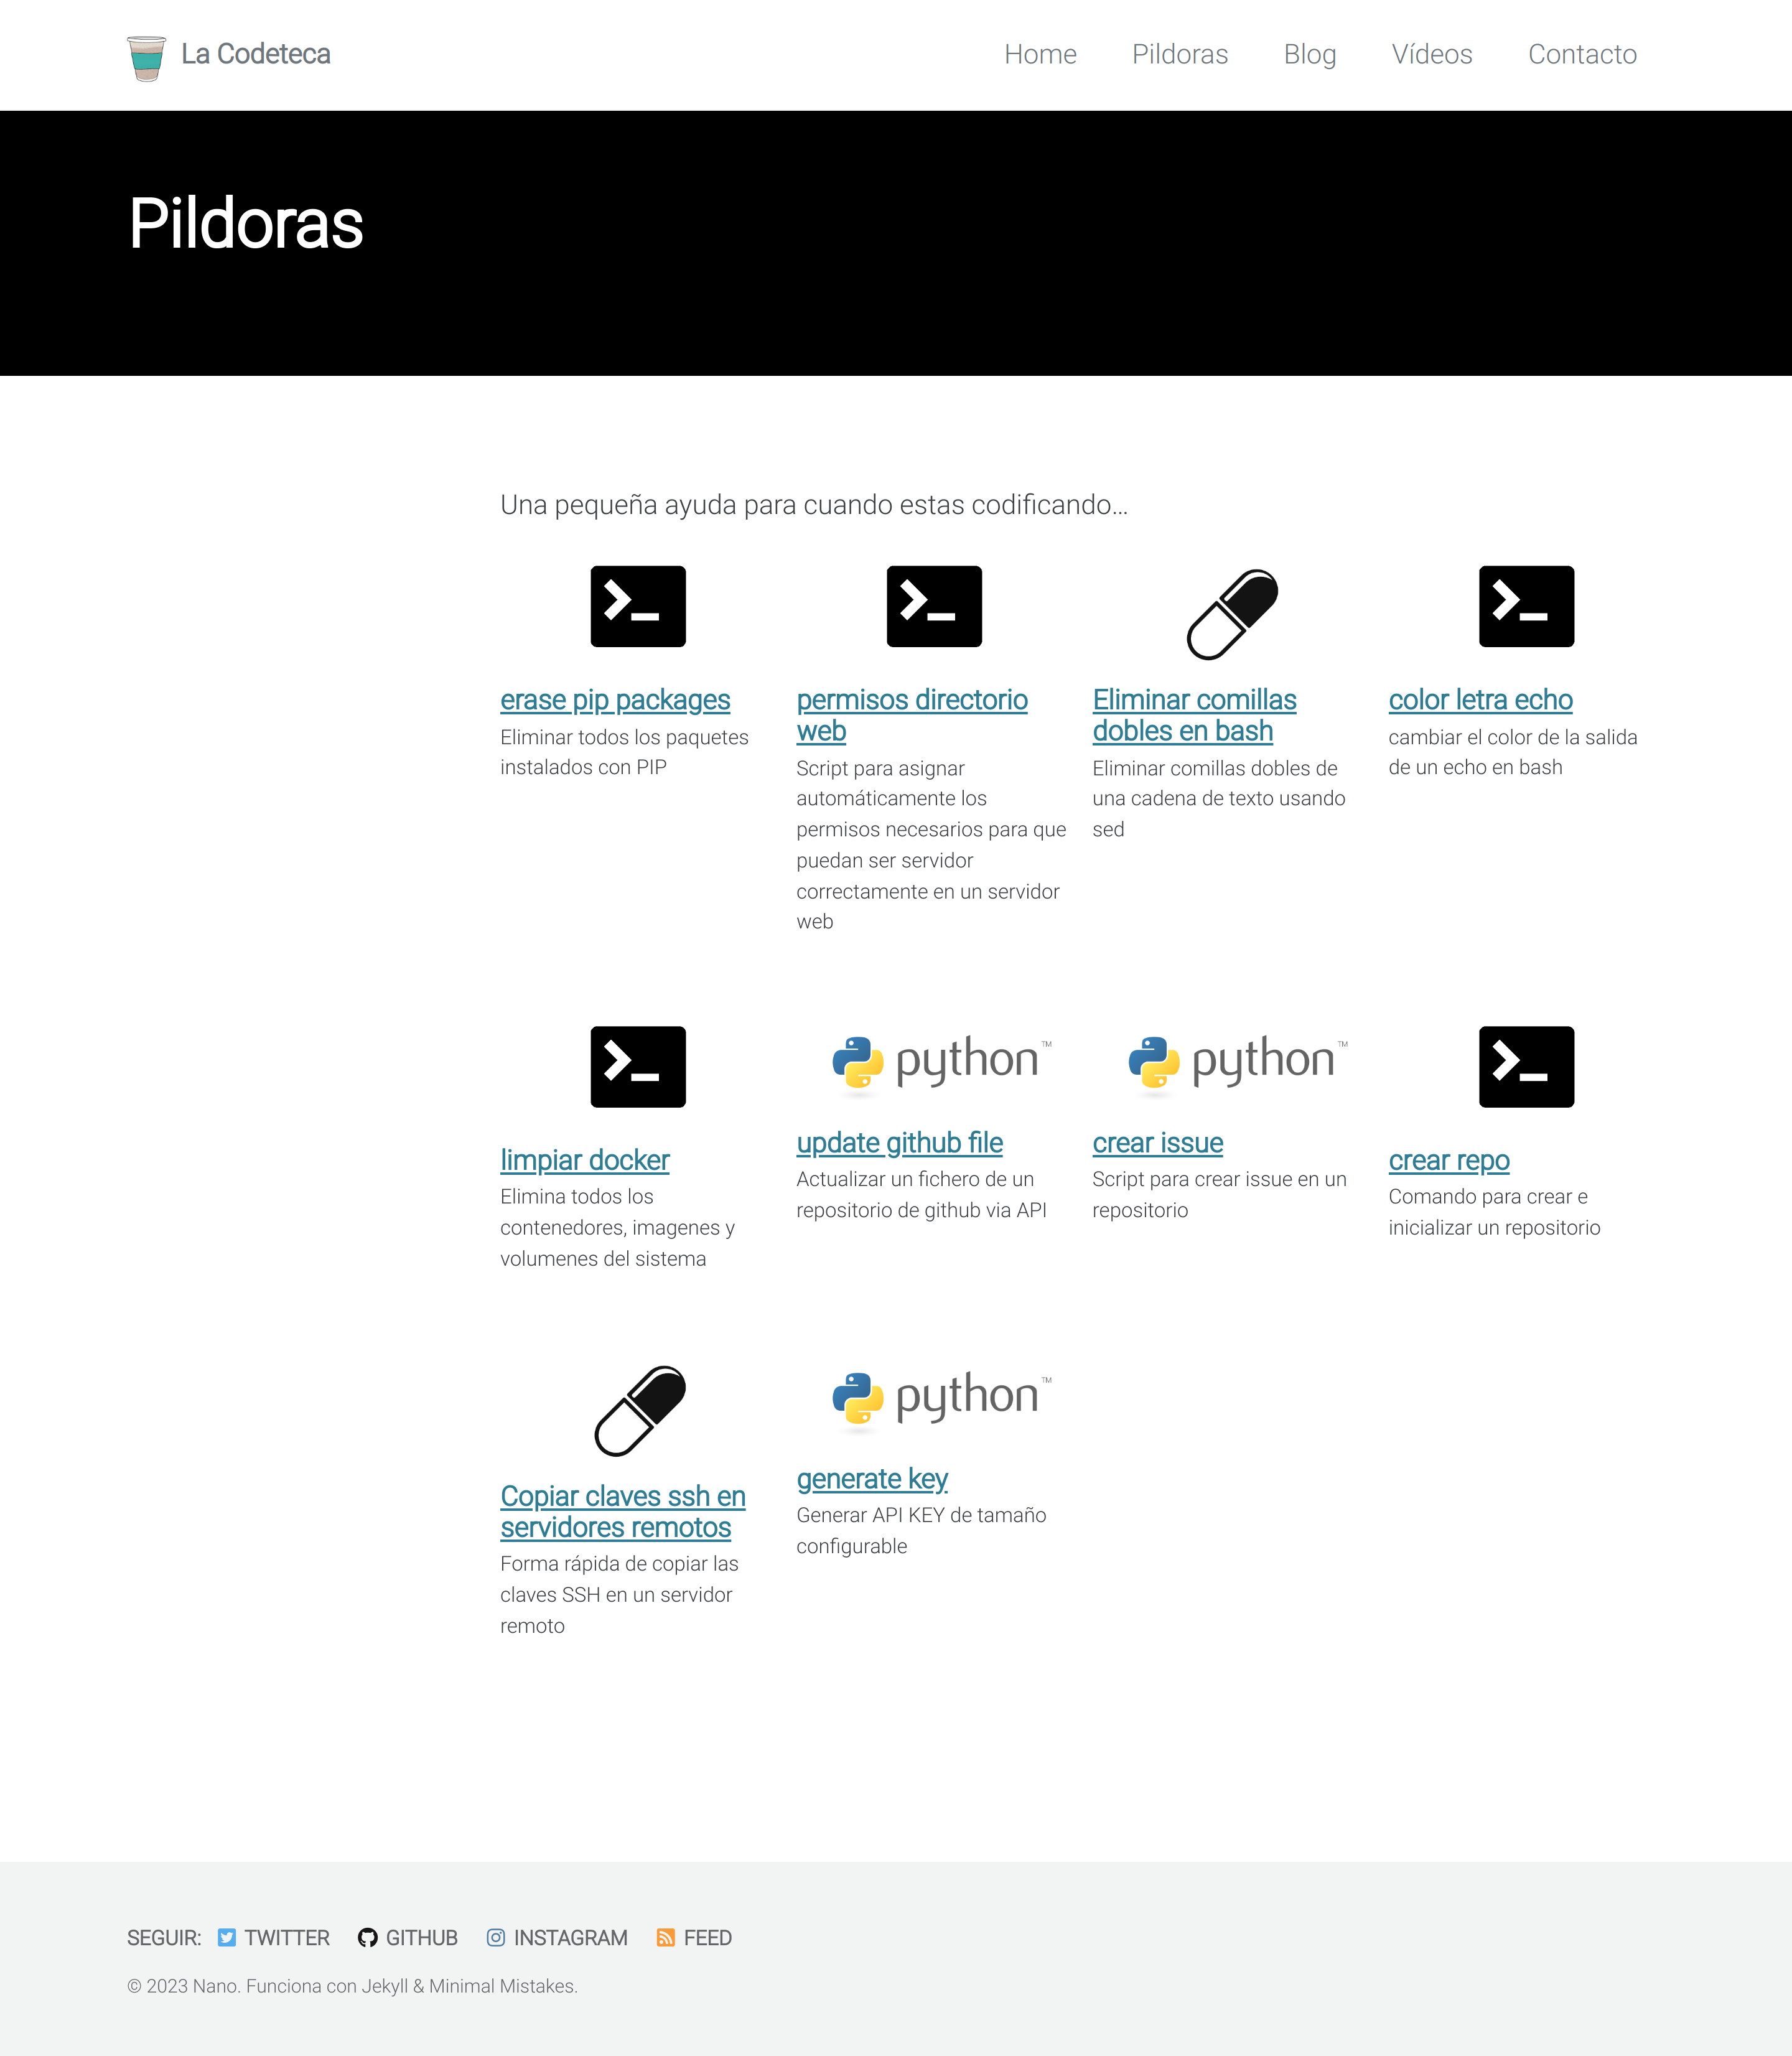 La Codeteca
Home
Pildoras
Blog
Vídeos
Contacto
Pildoras
Una pequeña ayuda para cuando estas codificando...
erase pip packages
Eliminar todos los paquetes
instalados con PIP
permisos directorio
web
Script para asignar
automáticamente los
permisos necesarios para que
puedan ser servidor
correctamente en un servidor
web
Eliminar comillas
dobles en bash
Eliminar comillas dobles de
una cadena de texto usando
sed
color letra echo
cambiar el color de la salida
de un echo en bash
limpiar docker
Elimina todos los
contenedores, imagenes y
volumenes del sistema
python™
update github file
Actualizar un fichero de un
repositorio de github via API
python™
crear issue
Script para crear issue en un
repositorio
crear repo
Comando para crear e
inicializar un repositorio
Copiar claves ssh en
servidores remotos
Forma rápida de copiar las
claves SSH en un servidor
remoto
python™
generate key
Generar API KEY de tamaño
configurable
SEGUIR: TWITTER GITHUB INSTAGRAM FEED
© 2023 Nano. Funciona con Jekyll & Minimal Mistakes.